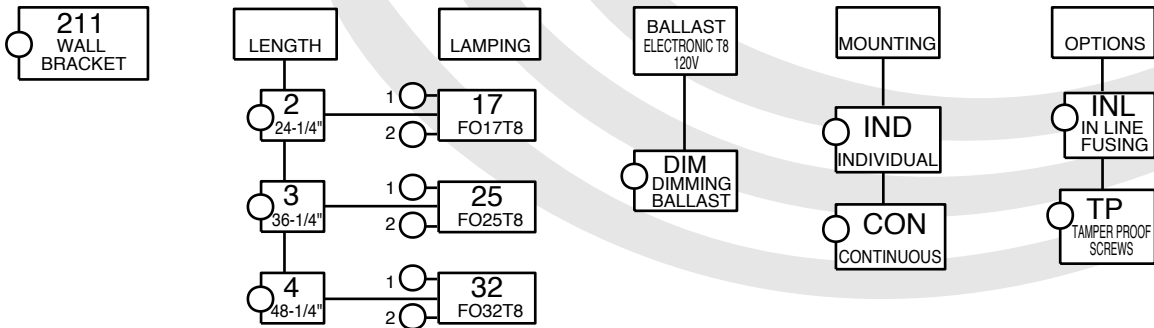 211
WALL
BRACKET
LENGTH
2
24-1/4"
3
36-1/4"
4
48-1/4"
LAMPING
1
2
17
FO17T8
1
2
25
FO25T8
1
2
32
FO32T8
BALLAST
ELECTRONIC T8
120V
DIM
DIMMING
BALLAST
MOUNTING
IND
INDIVIDUAL
CON
CONTINUOUS
OPTIONS
INL
IN LINE
FUSING
TP
TAMPER PROOF
SCREWS